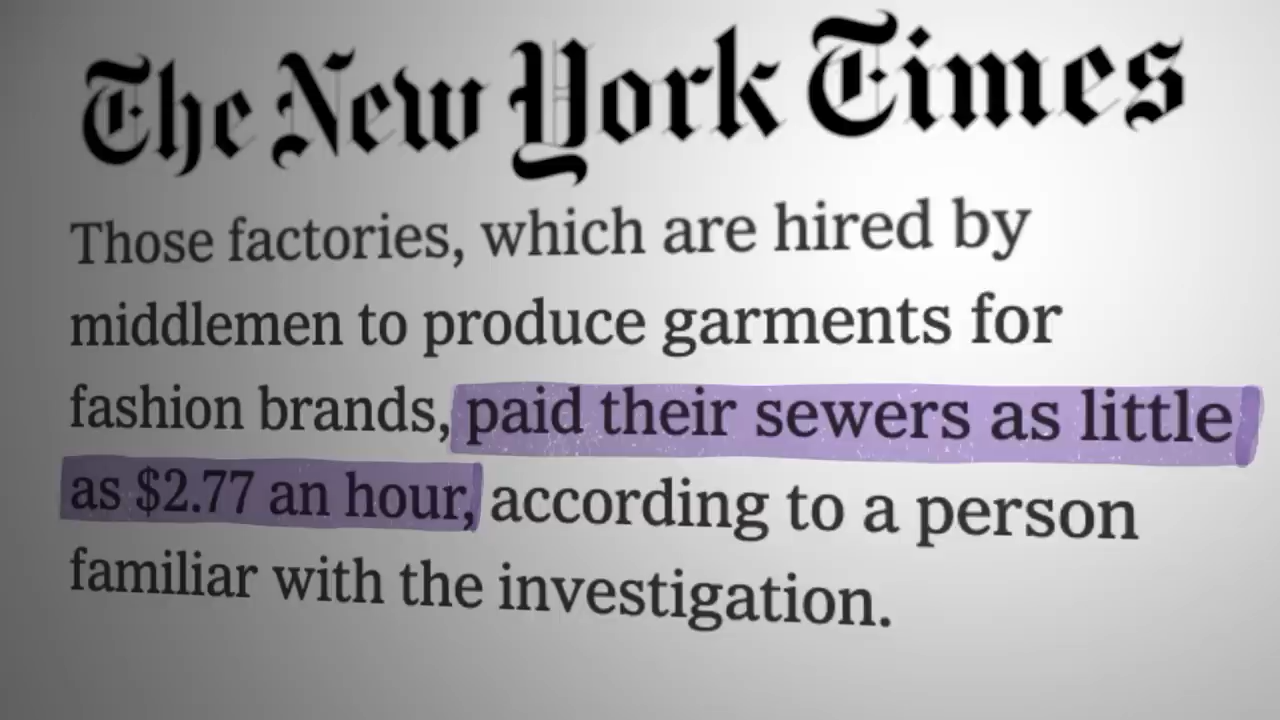 The New York Times
Those factories, which are hired by
middlemen to produce garments for
fashion brands, paid their sewers as little
as $2.77 an hour, according to a person
familiar with the investigation.